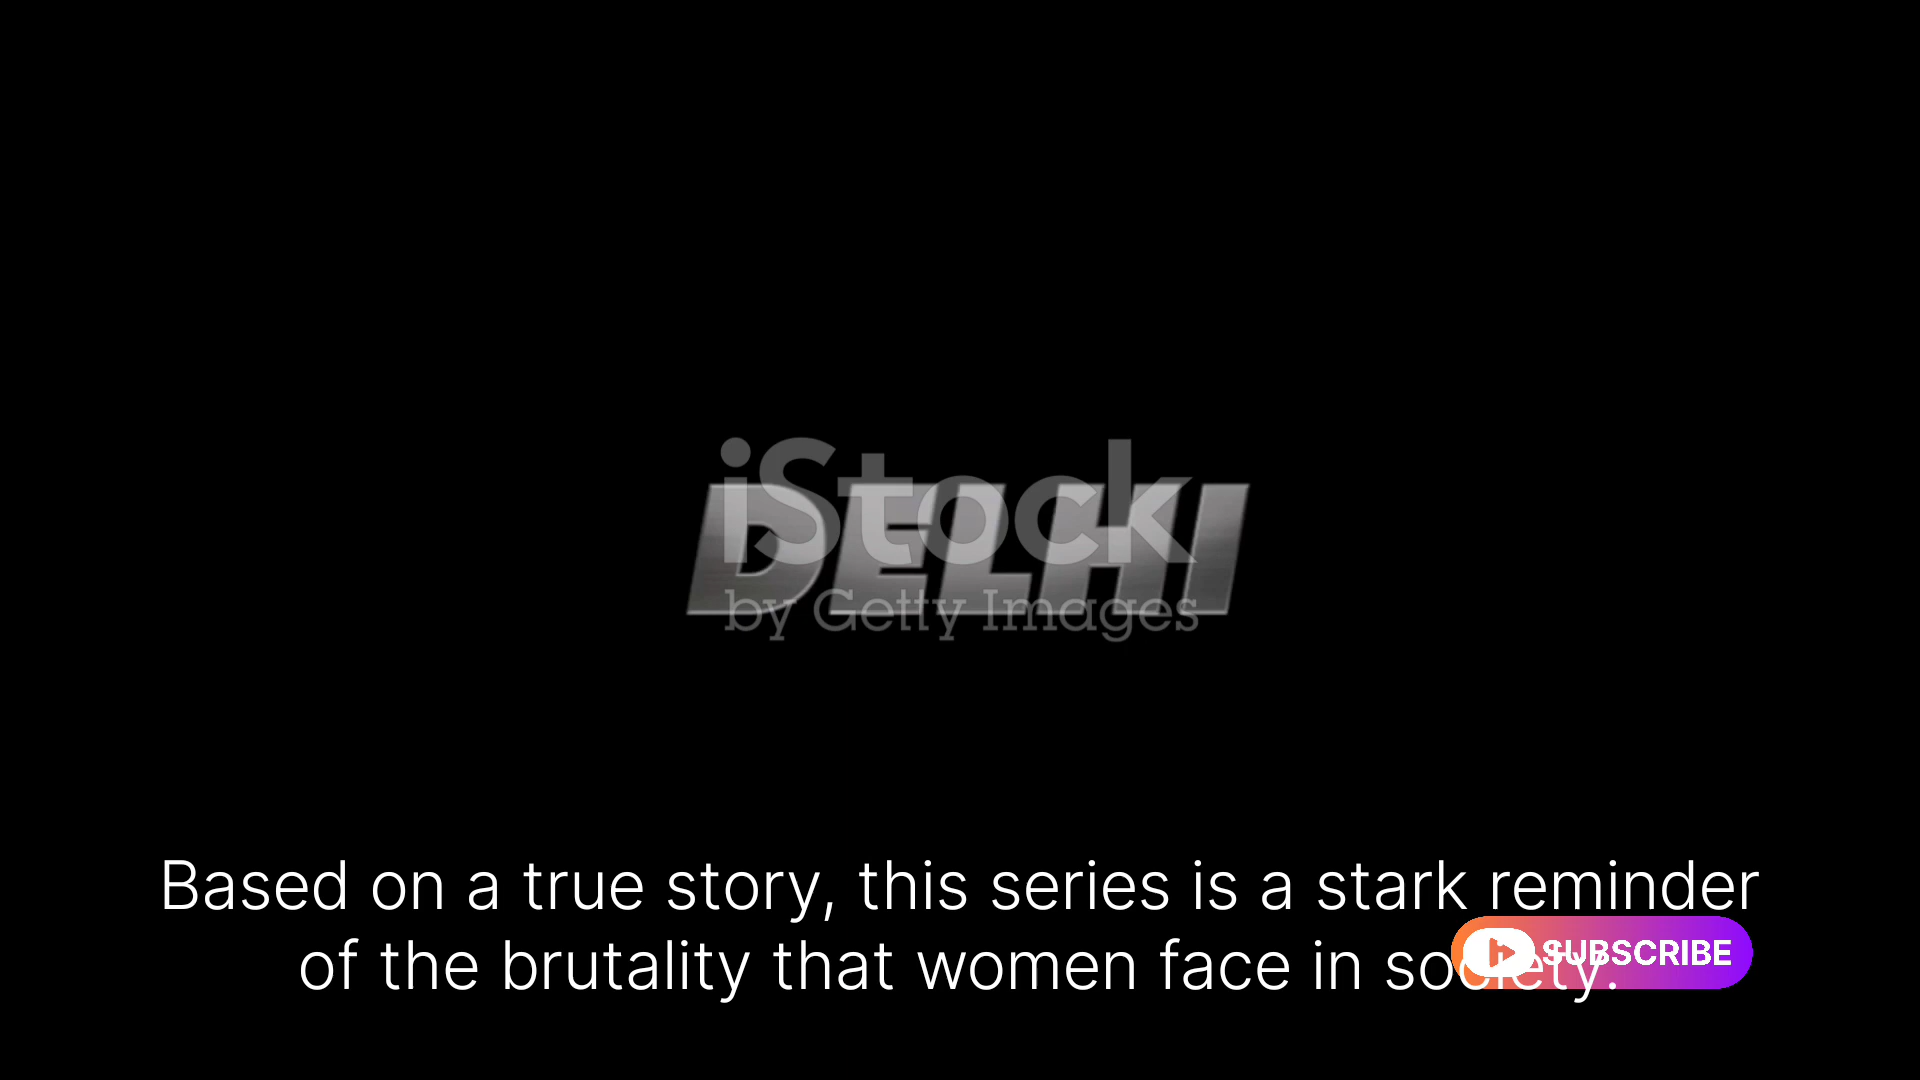 iStock
DELHI
by Getty Images
Based on a true story, this series is a stark reminder
of the brutality that women face in society.
SUBSCRIBE